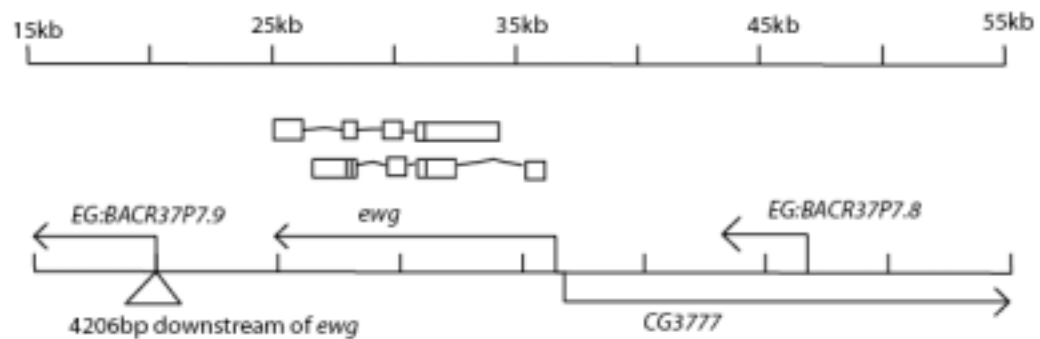 15kb 25kb 35kb 45kb 55kb
EG:BACR37P7.9 ewg EG:BACR37P7.8
4206bp downstream of ewg CG3777